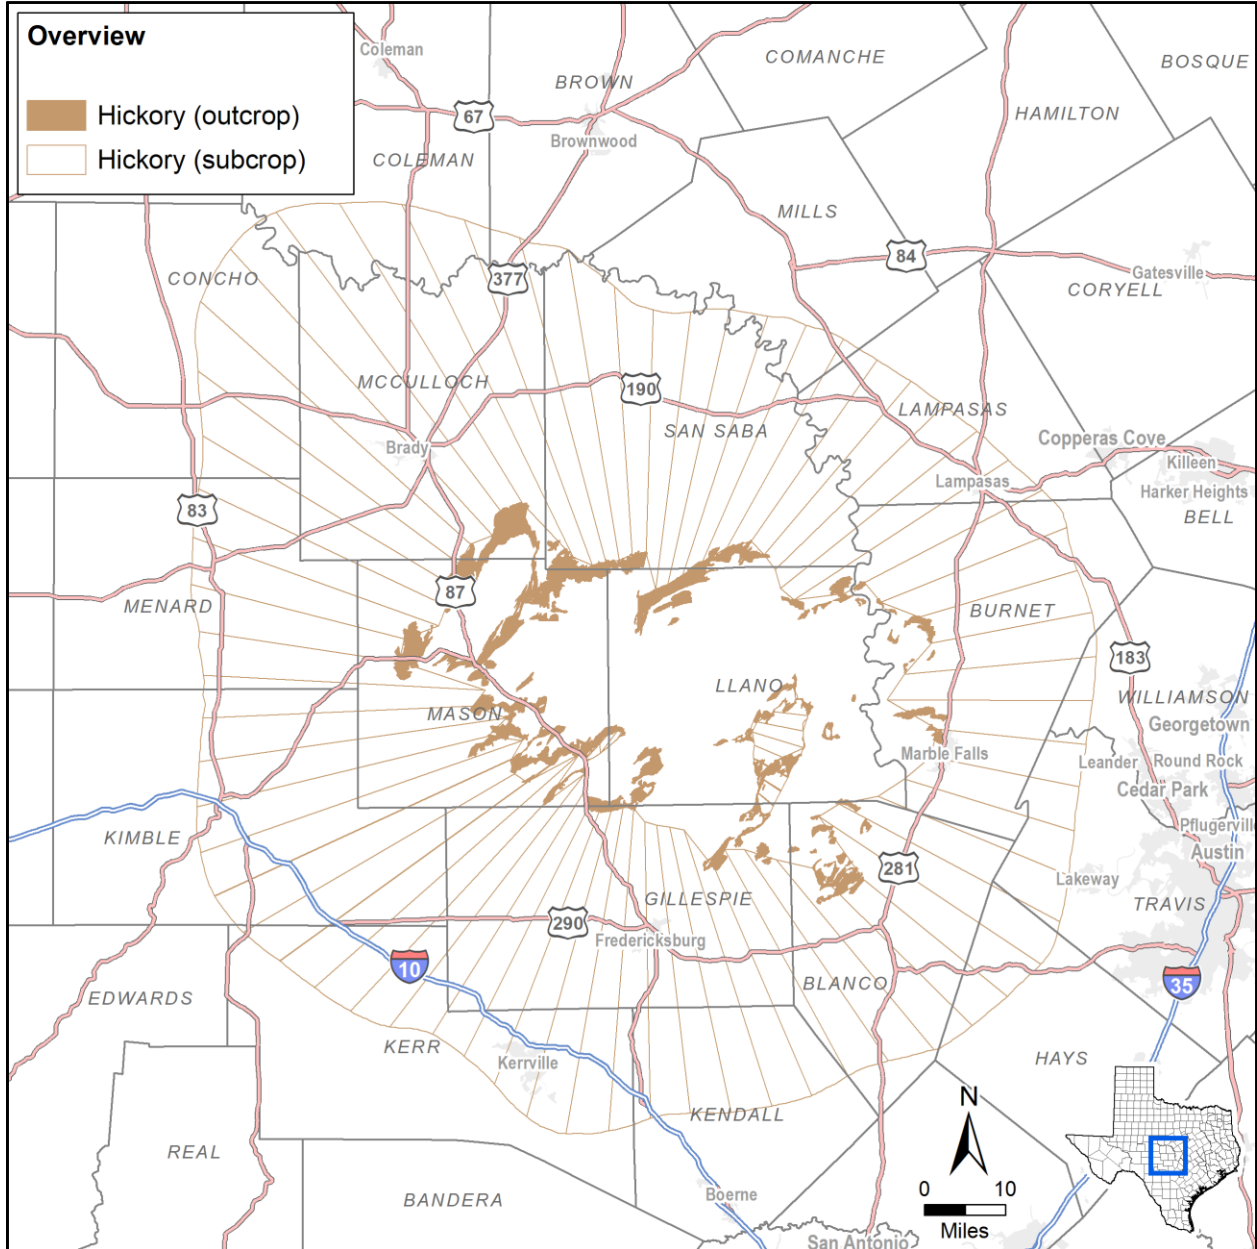 Overview
Hickory (outcrop)
Hickory (subcrop)
Coleman
COMANCHE
BOSQUE
BROWN
67
HAMILTON
Brownwood
COLEMAN
MILLS
84
CONCHO
377
Gatesville
CORYELL
MCCULLOCH
190
LAMPASAS
SAN SABA
Copperas Cove
Brady
Killeen
Lampasas
Harker Heights
83
BELL
87
MENARD
BURNET
183
LLANO
WILLIAMSON
MASON
Georgetown
Marble Falls
Leander
Round Rock
Cedar Park
Pflugerville
KIMBLE
Austin
281
Lakeway
GILLESPIE
TRAVIS
290
Fredericksburg
10
BLANCO
35
EDWARDS
KERR
HAYS
Kerrville
N
KENDALL
REAL
0 10
Boerne
BANDERA
Miles
San Antonio